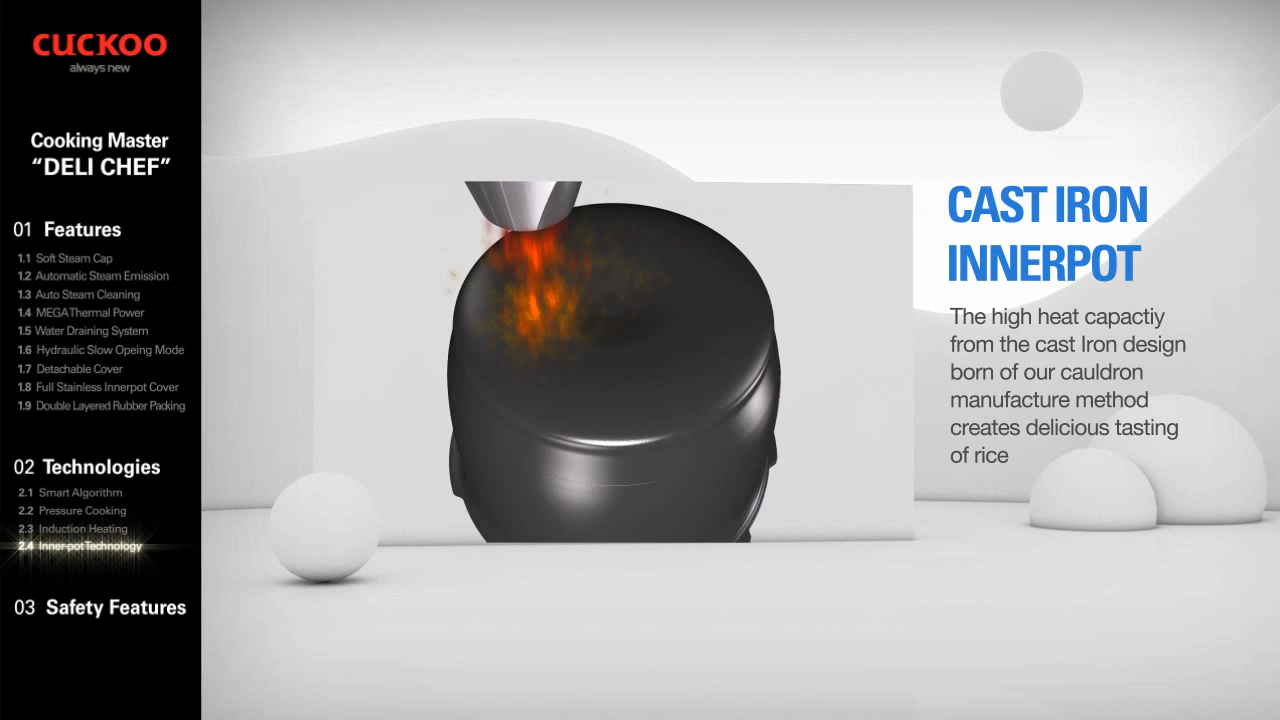 CUCKOO
always new
Cooking Master
“DELI CHEF”
01 Features
1.1 Soft Steam Cap
1.2 Automatic Steam Emission
1.3 Auto Steam Cleaning
1.4 MEGA Thermal Power
1.5 Water Draining System
1.6 Hydraulic Slow Opeing Mode
1.7 Detachable Cover
1.8 Full Stainless Innerpot Cover
1.9 Double Layered Rubber Packing
02 Technologies
2.1 Smart Algorithm
2.2 Pressure Cooking
2.3 Induction Heating
2.4 Inner-pot Technology
03 Safety Features
CAST IRON
INNERPOT
The high heat capactiy
from the cast Iron design
born of our cauldron
manufacture method
creates delicious tasting
of rice